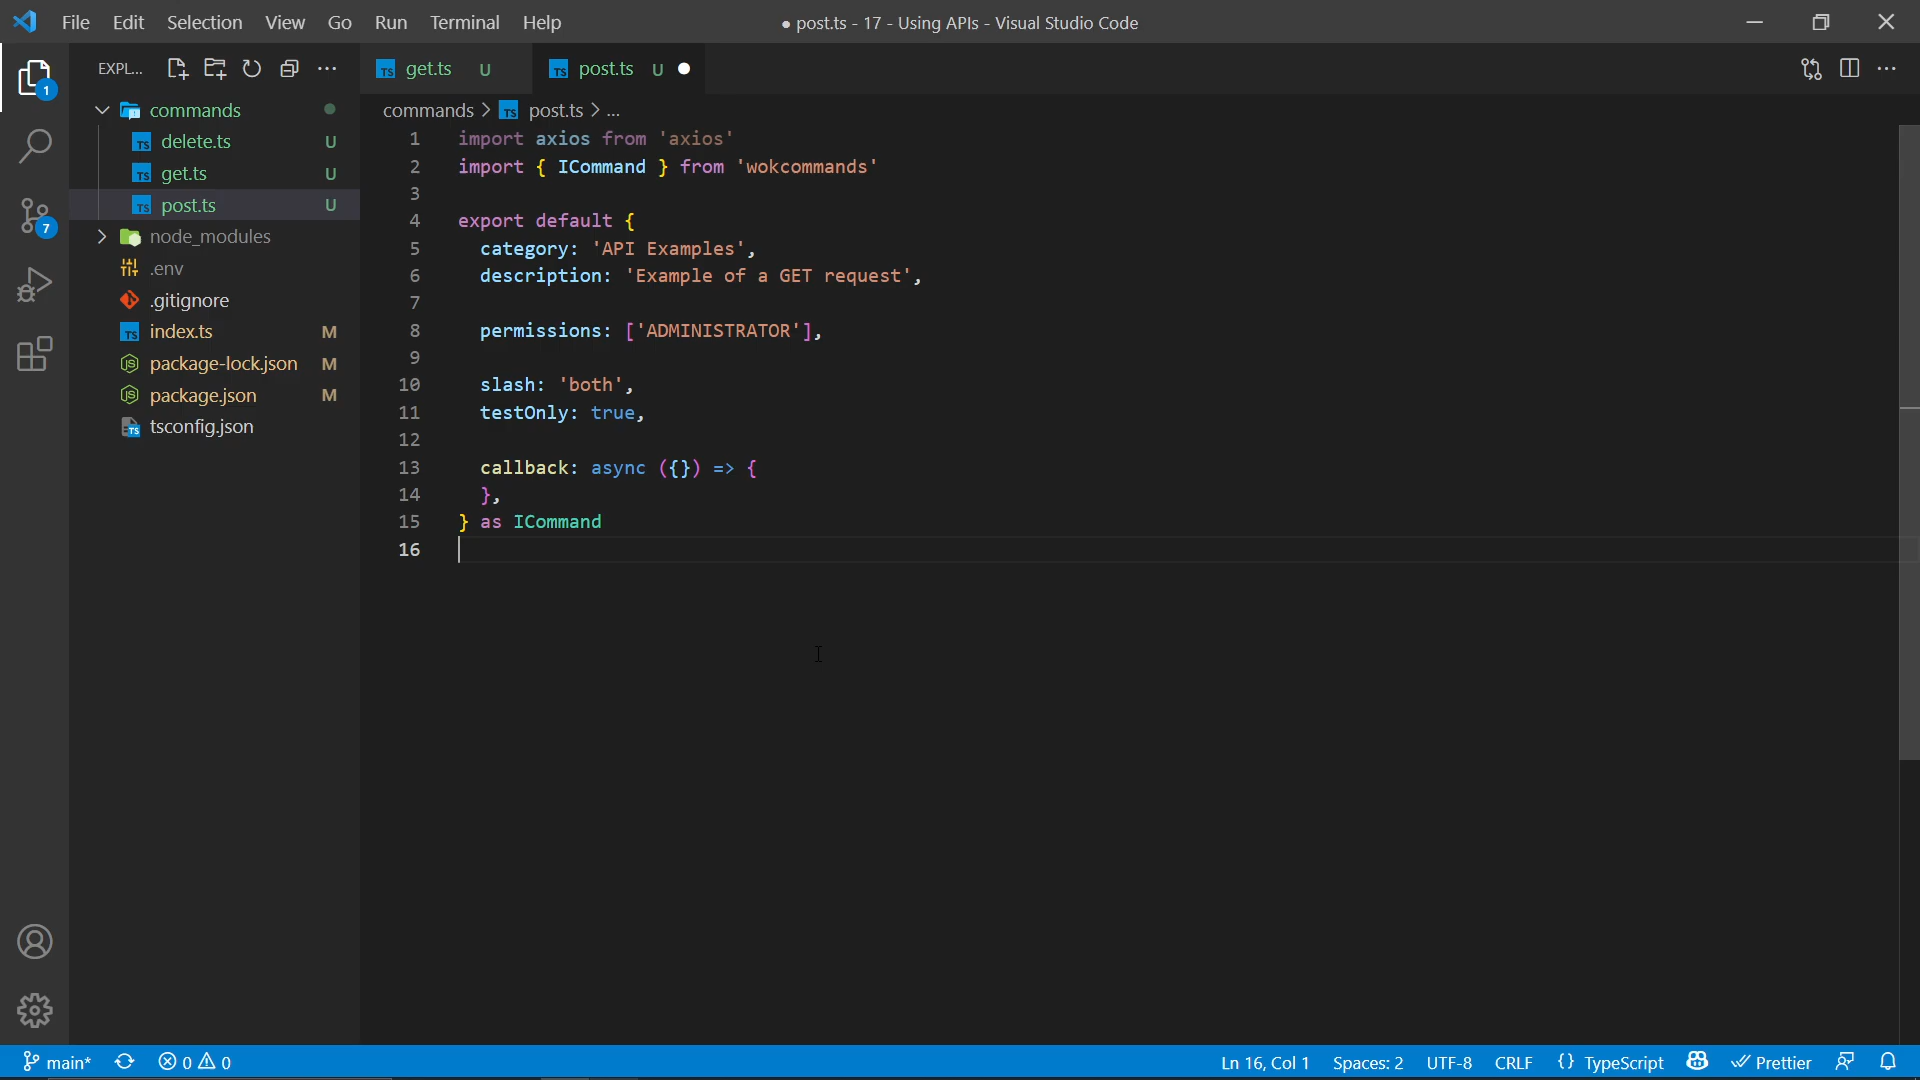 File Edit Selection View Go Run Terminal Help
● post.ts - 17 - Using APIs - Visual Studio Code
EXPL...
get.ts U
post.ts U
commands > post.ts > ...
commands
delete.ts U
get.ts U
post.ts U
node_modules
.env
.gitignore
index.ts M
package-lock.json M
package.json M
tsconfig.json
1
7
1 import axios from 'axios'
2 import { ICommand } from 'wokcommands'
3
4 export default {
5 category: 'API Examples',
6 description: 'Example of a GET request',
7
8 permissions: ['ADMINISTRATOR'],
9
10 slash: 'both',
11 testOnly: true,
12
13 callback: async ({}) => {
14 },
15 } as ICommand
16
main* 0 0 Ln 16, Col 1 Spaces: 2 UTF-8 CRLF {} TypeScript Prettier